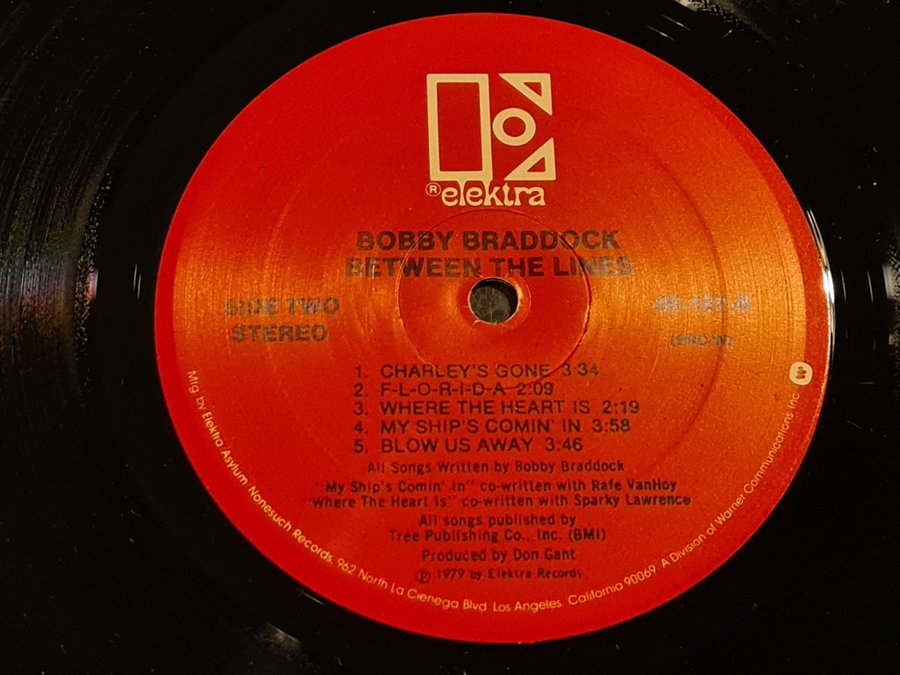 ® elektra
BOBBY BRADDOCK
BETWEEN THE LINES
SIDE TWO
STEREO
1. CHARLEY'S GONE 3:34
2. F-L-O-R-I-D-A 2:09
3. WHERE THE HEART IS 2:19
4. MY SHIP'S COMIN' IN 3:58
5. BLOW US AWAY 3:46
All Songs Written by Bobby Braddock
"My Ship's Comin' In" co-written with Rafe VanHoy
"Where The Heart Is" co-written with Sparky Lawrence
All songs published by
Tree Publishing Co., Inc. (BMI)
Produced by Don Gant
℗ 1979 by Elektra Records
Mfg by Elektra Asylum Nonesuch Records, 962 North La Cienega Blvd. Los Angeles, California 90069 A Division of Warner Communications Inc